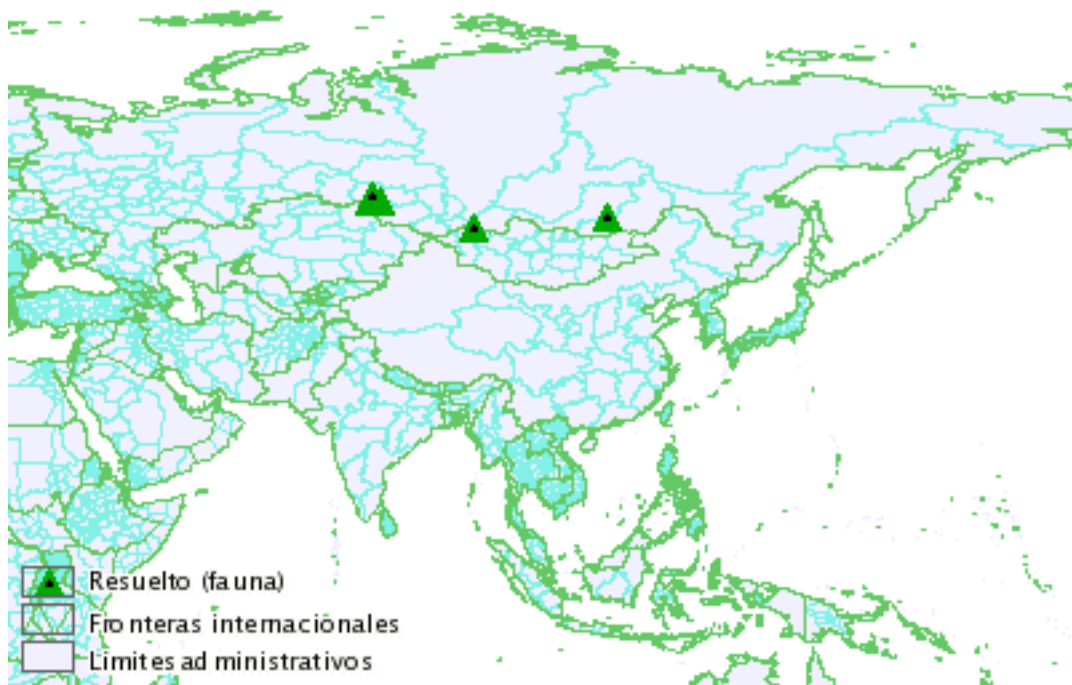 Resuelto (fauna)
Fronteras internacionales
Limites administrativos